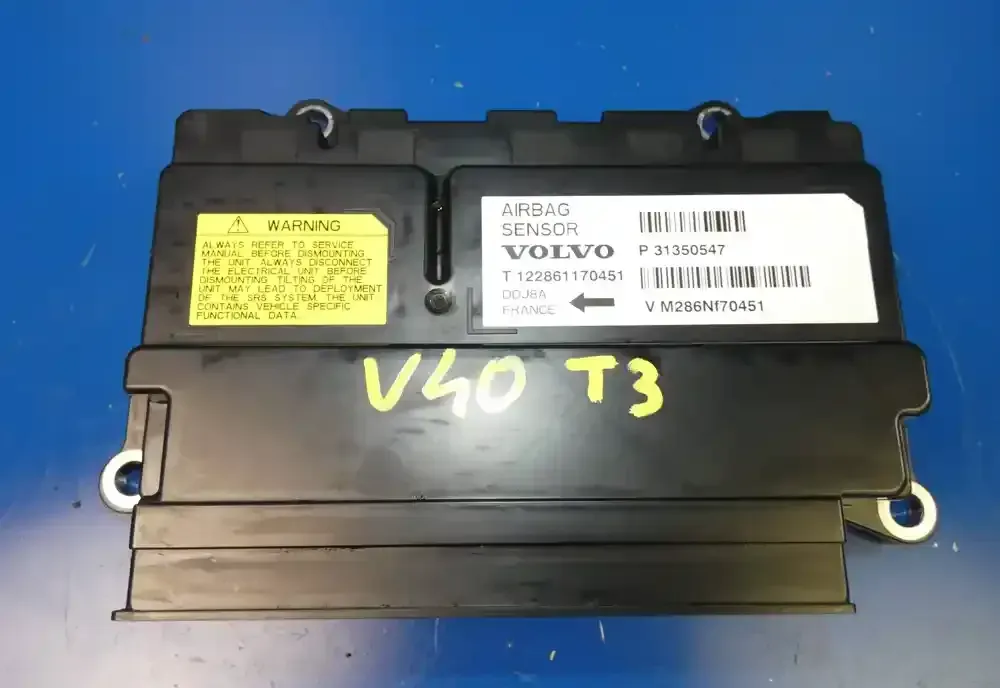 WARNING
ALWAYS REFER TO SERVICE
MANUAL BEFORE DISMOUNTING
THE UNIT. ALWAYS DISCONNECT
THE ELECTRICAL UNIT BEFORE
DISMOUNTING. TILTING OF THE
UNIT MAY LEAD TO DEPLOYMENT
OF THE SRS SYSTEM. THE UNIT
CONTAINS VEHICLE SPECIFIC
FUNCTIONAL DATA.
AIRBAG
SENSOR
VOLVO
P 31350547
T 122861170451
DDJ8A
FRANCE
V M286Nf70451
V40 T3